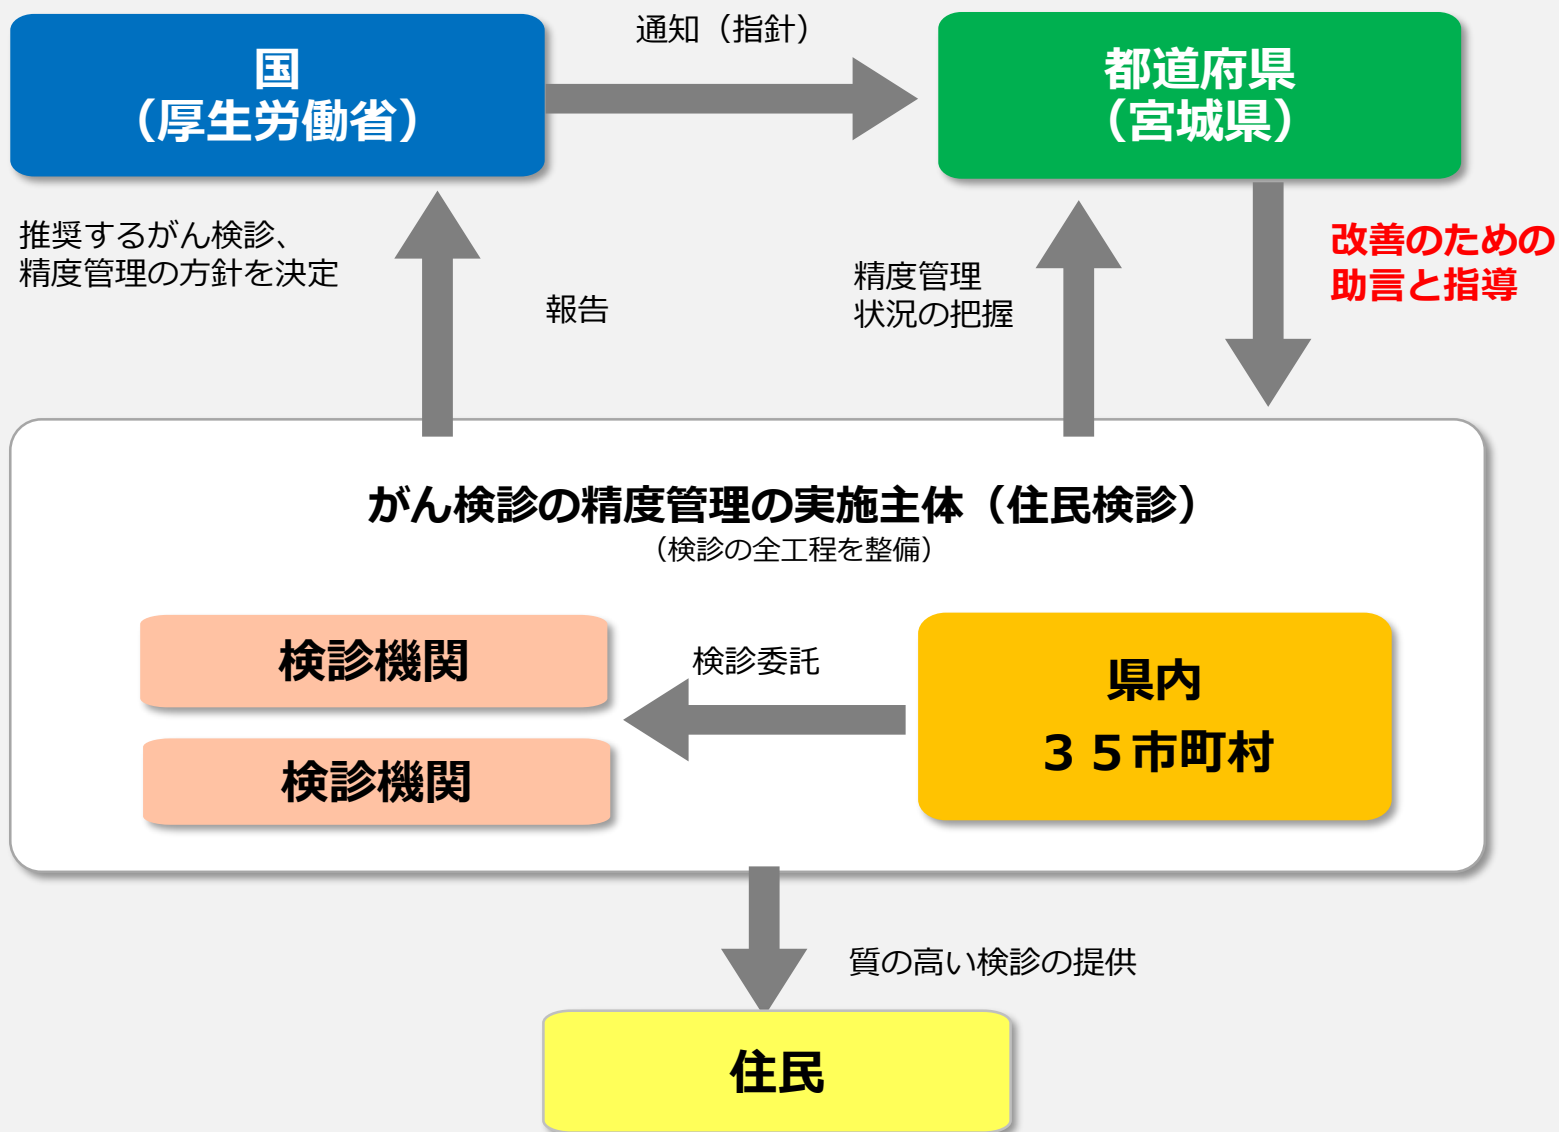 国
（厚生労働省）
通知（指針）
都道府県
（宮城県）
推奨するがん検診、
精度管理の方針を決定
報告
精度管理
状況の把握
改善のための
助言と指導
がん検診の精度管理の実施主体（住民検診）
（検診の全工程を整備）
検診機関
検診機関
検診委託
県内
３５市町村
質の高い検診の提供
住民